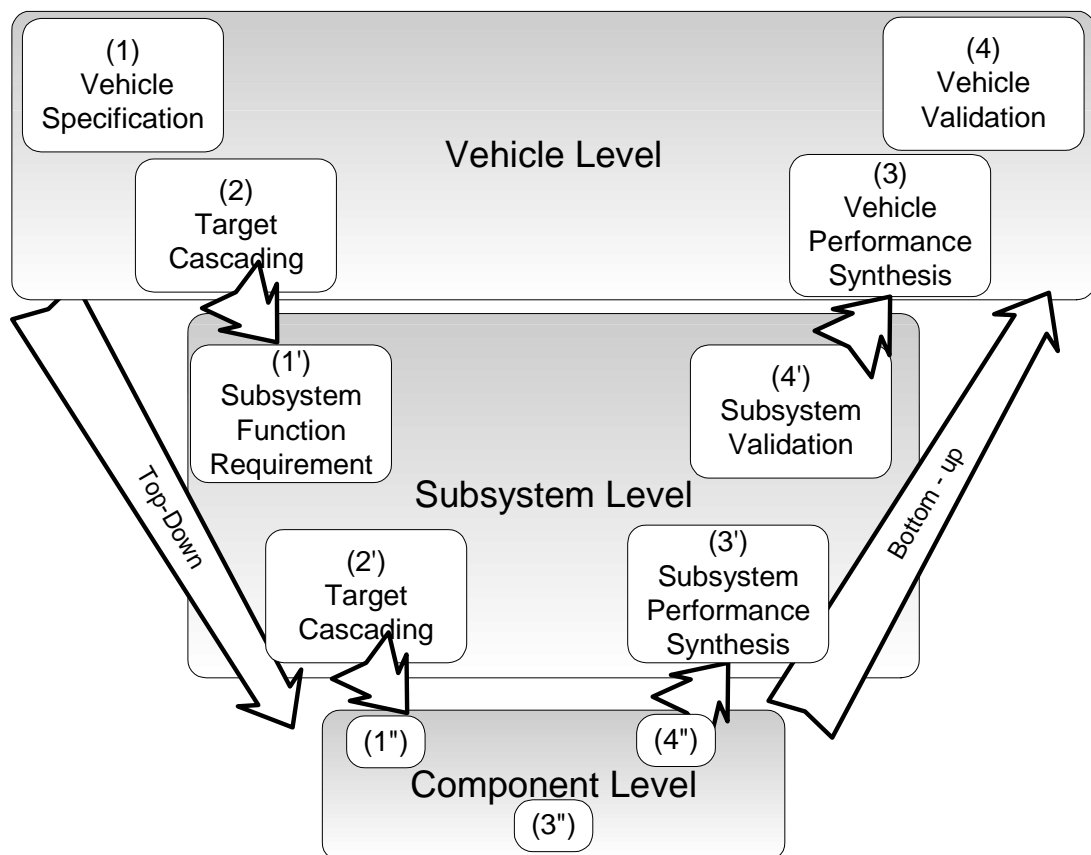 (1)
Vehicle
Specification
(4)
Vehicle
Validation
Vehicle Level
(2)
Target
Cascading
(3)
Vehicle
Performance
Synthesis
(1')
Subsystem
Function
Requirement
(4')
Subsystem
Validation
Top-Down
Subsystem Level
Bottom - up
(2')
Target
Cascading
(3')
Subsystem
Performance
Synthesis
(1")
(4")
Component Level
(3")